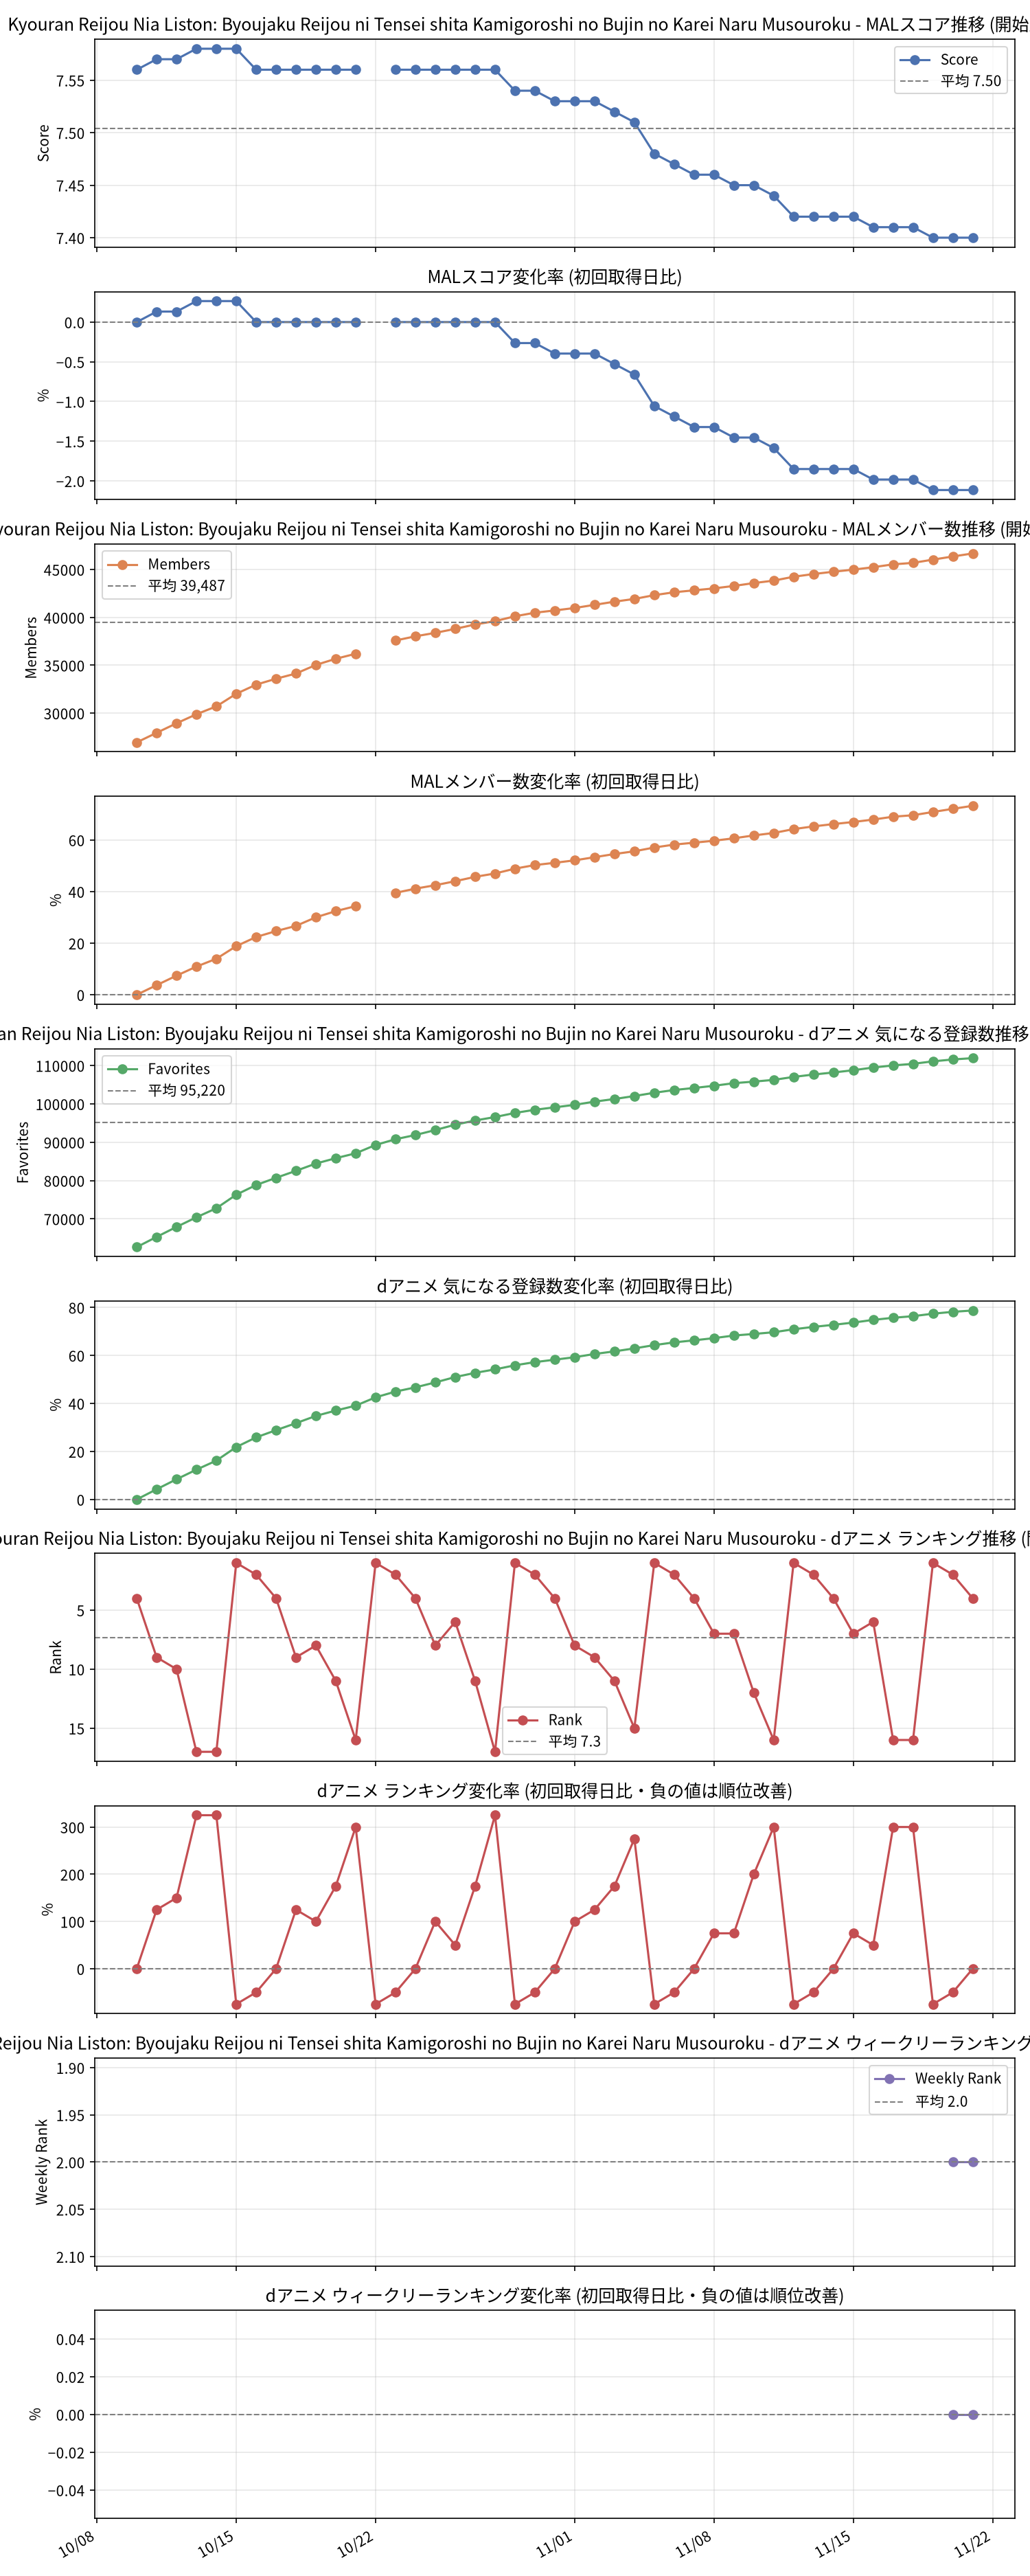 Kyouran Reijou Nia Liston: Byoujaku Reijou ni Tensei shita Kamigoroshi no Bujin no Karei Naru Musouroku - MALスコア推移 (開始
Score
7.55
7.50
7.45
7.40
Score
平均 7.50
MALスコア変化率 (初回取得日比)
%
0.0
−0.5
−1.0
−1.5
−2.0
youran Reijou Nia Liston: Byoujaku Reijou ni Tensei shita Kamigoroshi no Bujin no Karei Naru Musouroku - MALメンバー数推移 (開始
Members
45000
40000
35000
30000
Members
平均 39,487
MALメンバー数変化率 (初回取得日比)
%
60
40
20
0
an Reijou Nia Liston: Byoujaku Reijou ni Tensei shita Kamigoroshi no Bujin no Karei Naru Musouroku - dアニメ 気になる登録数推移
Favorites
110000
100000
90000
80000
70000
Favorites
平均 95,220
dアニメ 気になる登録数変化率 (初回取得日比)
%
80
60
40
20
0
ouran Reijou Nia Liston: Byoujaku Reijou ni Tensei shita Kamigoroshi no Bujin no Karei Naru Musouroku - dアニメ ランキング推移 (
Rank
5
10
15
Rank
平均 7.3
dアニメ ランキング変化率 (初回取得日比・負の値は順位改善)
%
300
200
100
0
Reijou Nia Liston: Byoujaku Reijou ni Tensei shita Kamigoroshi no Bujin no Karei Naru Musouroku - dアニメ ウィークリーランキング
Weekly Rank
1.90
1.95
2.00
2.05
2.10
Weekly Rank
平均 2.0
dアニメ ウィークリーランキング変化率 (初回取得日比・負の値は順位改善)
%
0.04
0.02
0.00
−0.02
−0.04
10/08
10/15
10/22
11/01
11/08
11/15
11/22